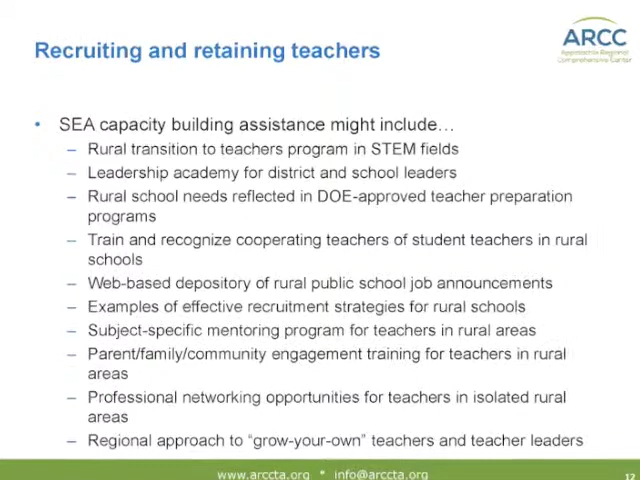 Recruiting and retaining teachers
ARCC
Appalachia Regional
Comprehensive Center
• SEA capacity building assistance might include…
– Rural transition to teachers program in STEM fields
– Leadership academy for district and school leaders
– Rural school needs reflected in DOE-approved teacher preparation
programs
– Train and recognize cooperating teachers of student teachers in rural
schools
– Web-based depository of rural public school job announcements
– Examples of effective recruitment strategies for rural schools
– Subject-specific mentoring program for teachers in rural areas
– Parent/family/community engagement training for teachers in rural
areas
– Professional networking opportunities for teachers in isolated rural
areas
– Regional approach to “grow-your-own” teachers and teacher leaders
www.arccta.org * info@arccta.org
12